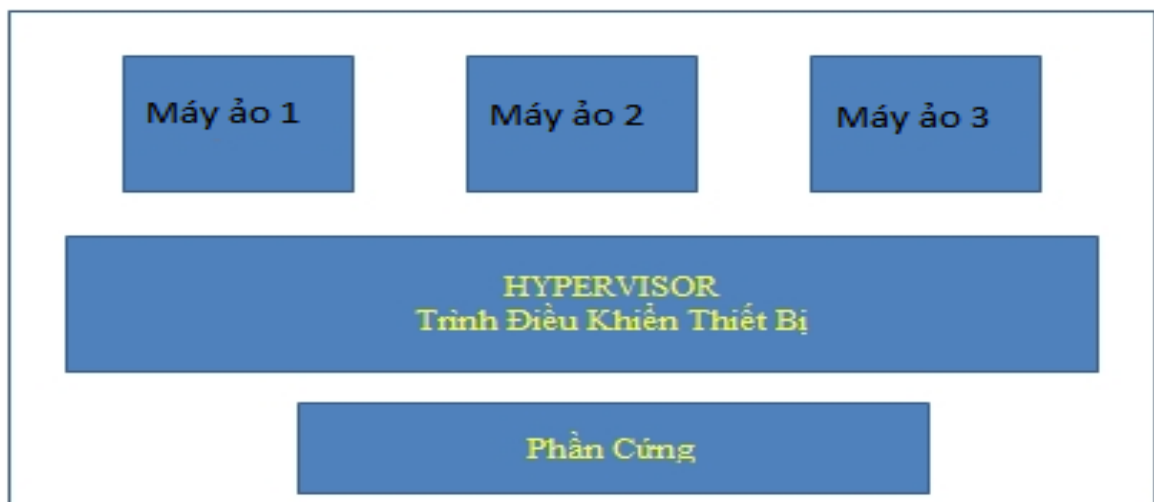 Máy ảo 1
Máy ảo 2
Máy ảo 3
HYPERVISOR
Trình Điều Khiển Thiết Bị
Phần Cứng